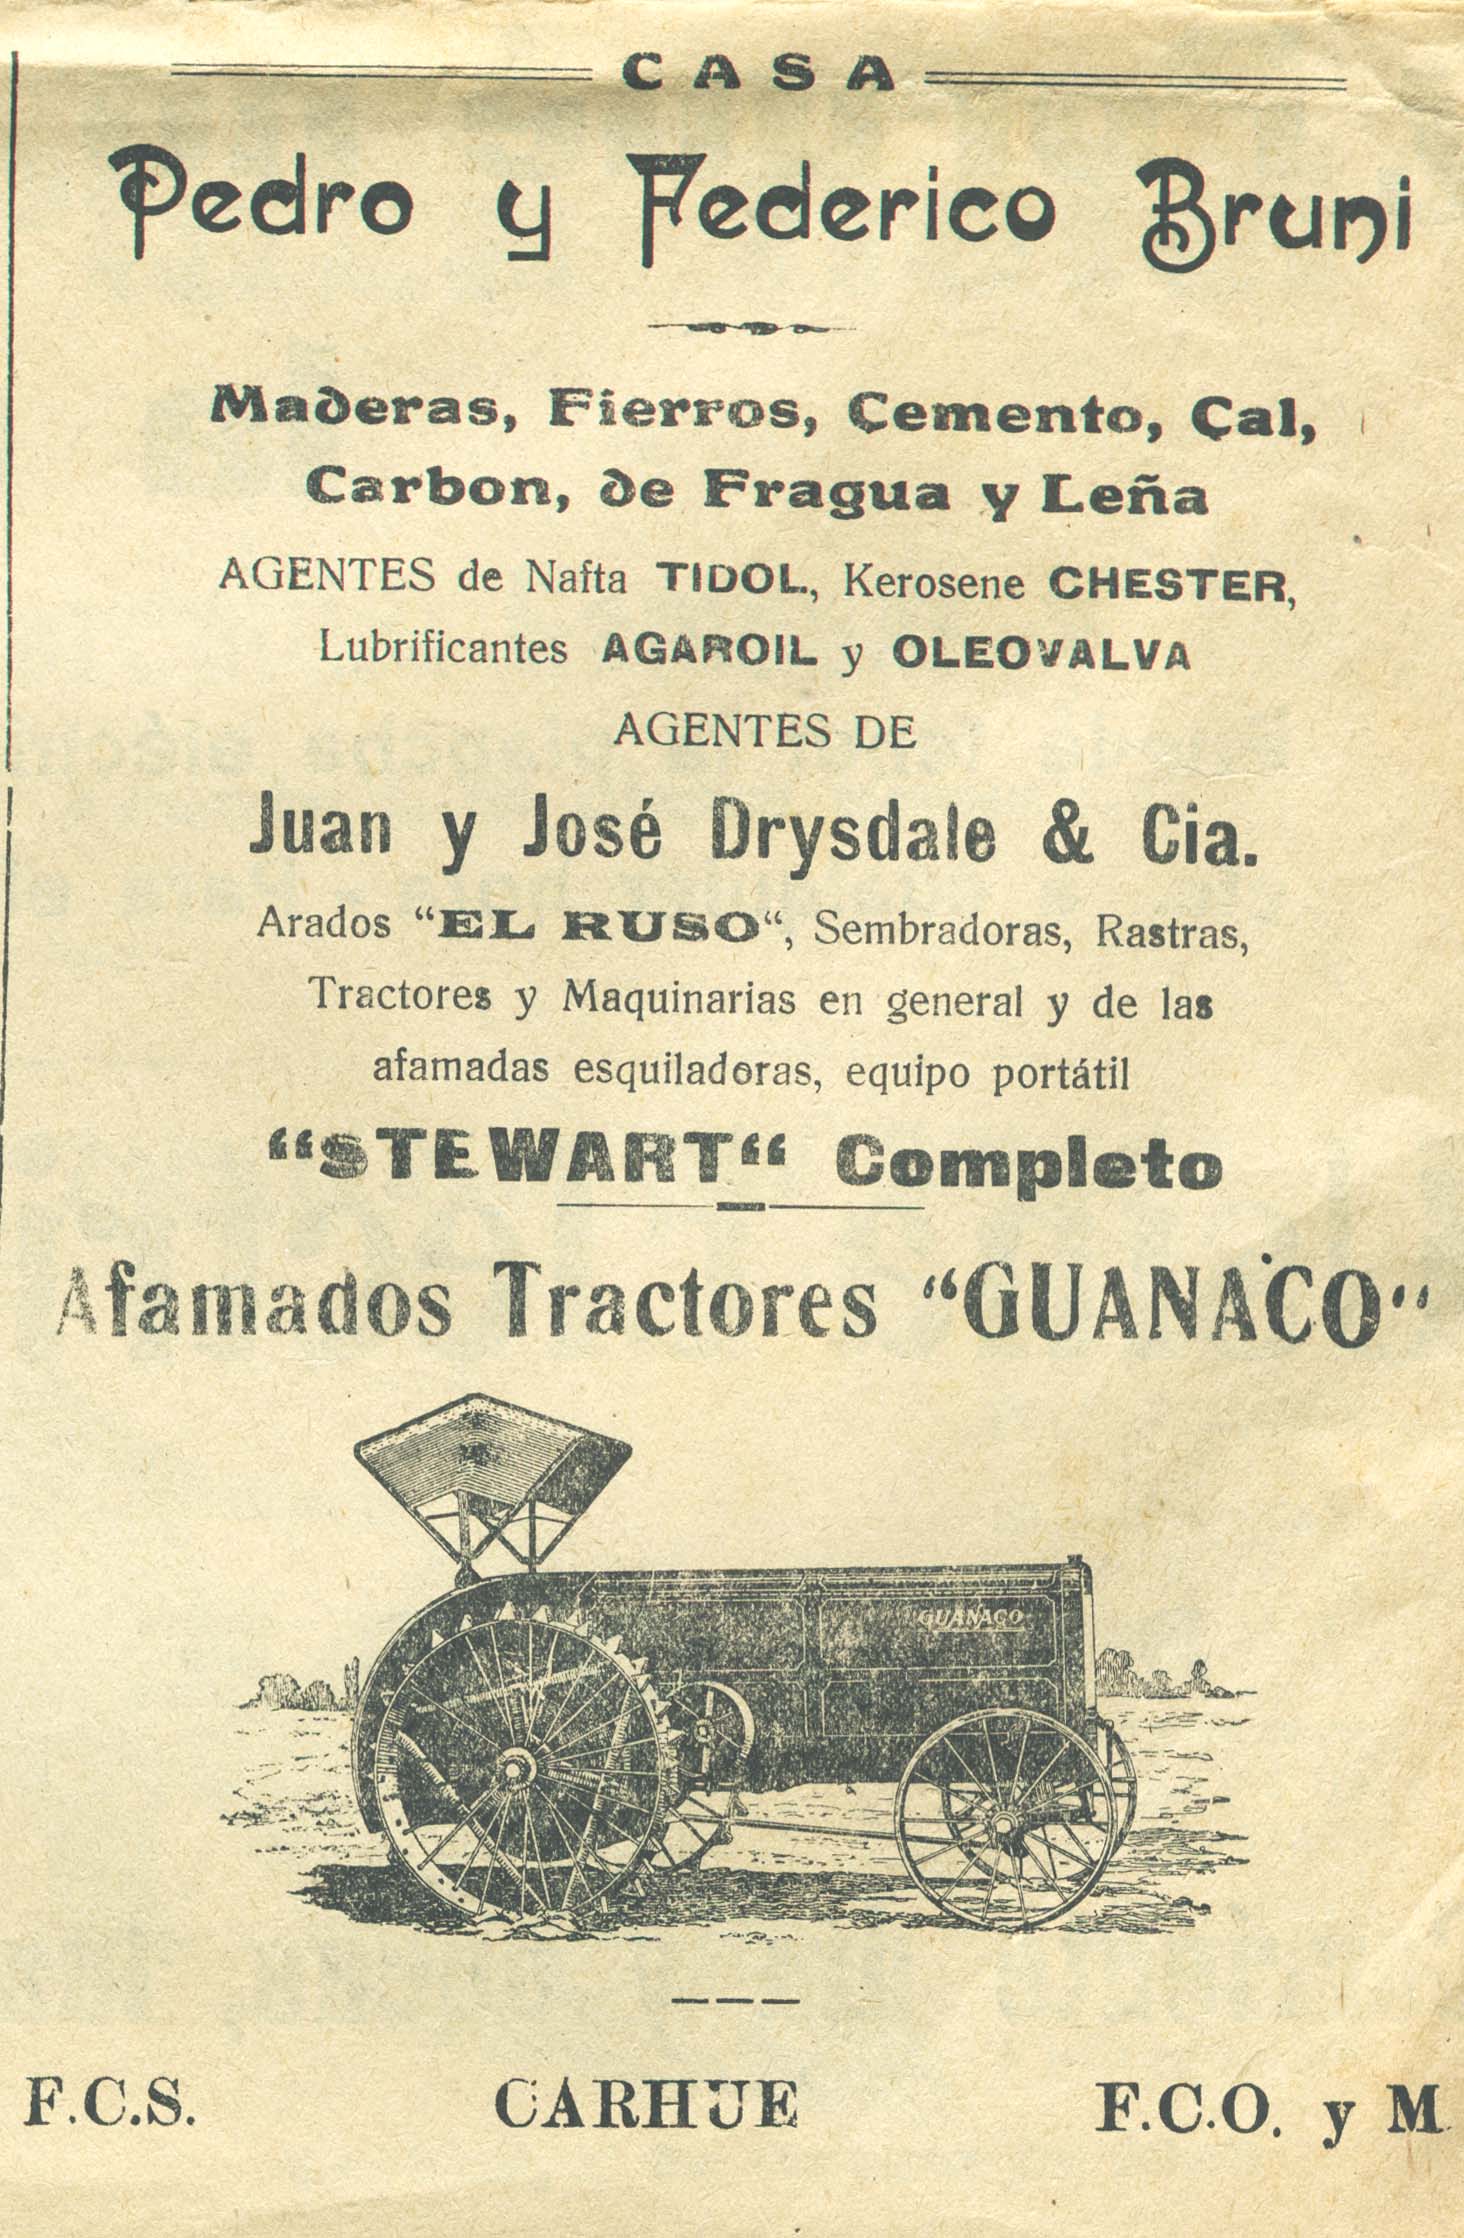 CASA
Pedro y Federico Bruni
Maderas, Fierros, Cemento, Cal,
Carbon, de Fragua y Leña
AGENTES de Nafta TIDOL, Kerosene CHESTER,
Lubrificantes AGAROIL y OLEOVALVA
AGENTES DE
Juan y José Drysdale & Cia.
Arados “EL RUSO“, Sembradoras, Rastras,
Tractores y Maquinarias en general y de las
afamadas esquiladoras, equipo portátil
“STEWART“ Completo
Afamados Tractores “GUANACO“
GUANACO
F.C.S. CARHUE F.C.O. y M